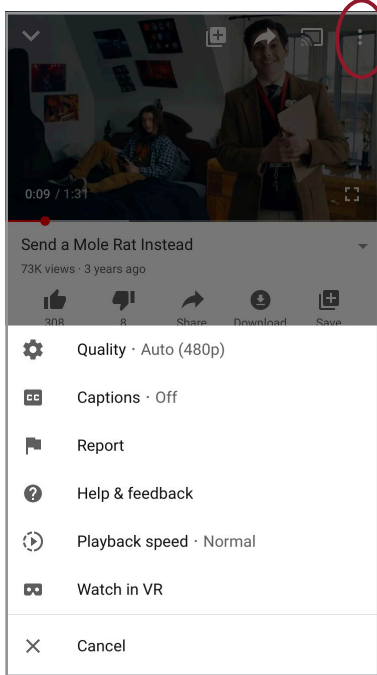 0:09 / 1:31
Send a Mole Rat Instead
73K views · 3 years ago
308 8 Share Download Save
Quality · Auto (480p)
CC Captions · Off
Report
? Help & feedback
Playback speed · Normal
Watch in VR
Cancel